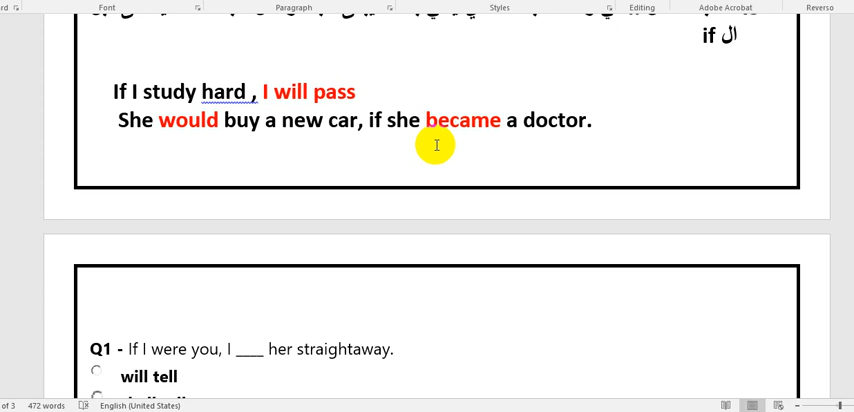 Font Paragraph Styles Editing Adobe Acrobat Reverso
ال if
If I study hard , I will pass
She would buy a new car, if she became a doctor.
Q1 - If I were you, I ____ her straightaway.
will tell
of 3 472 words English (United States)